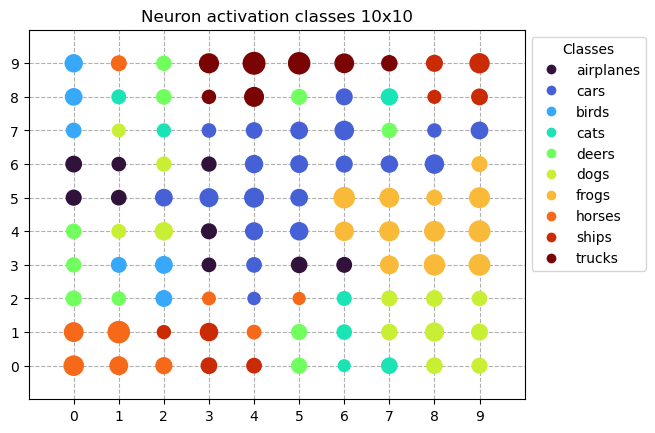 Neuron activation classes 10x10
Classes
airplanes
cars
birds
cats
deers
dogs
frogs
horses
ships
trucks
9
8
7
6
5
4
3
2
1
0
0 1 2 3 4 5 6 7 8 9